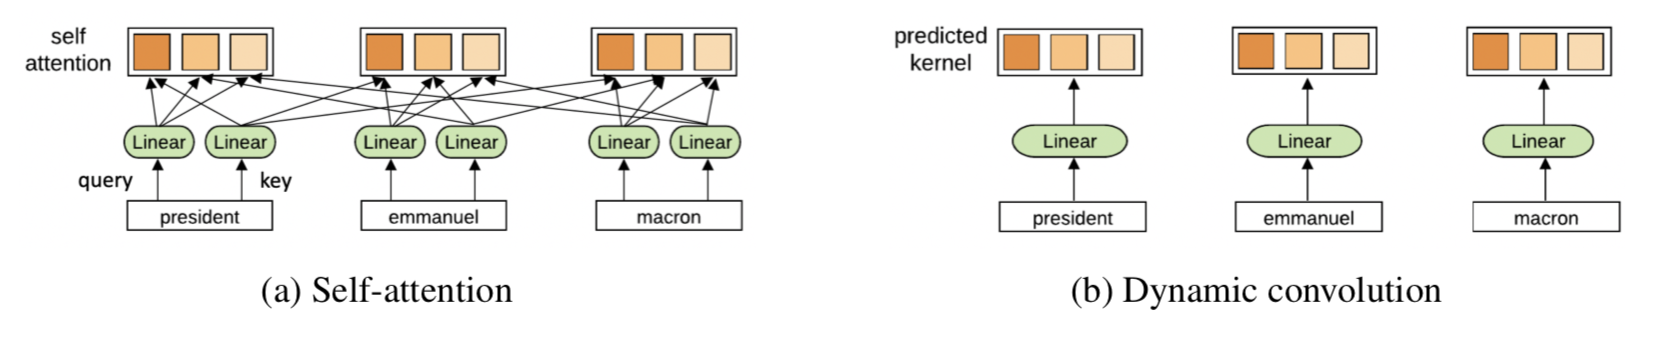 self
attention
Linear Linear Linear Linear Linear Linear
query key
president emmanuel macron
(a) Self-attention
predicted
kernel
Linear Linear Linear
president emmanuel macron
(b) Dynamic convolution